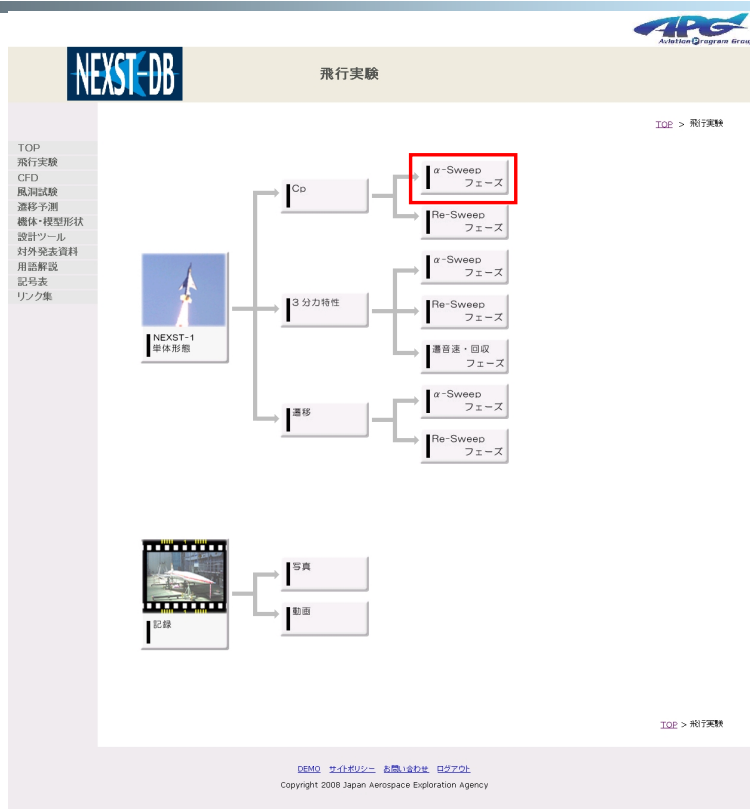 APG
Aviation Program Grou
NEXST-DB
飛行実験
TOP > 飛行実験
TOP
飛行実験
CFD
風洞試験
遷移予測
機体・模型形状
設計ツール
対外発表資料
用語解説
記号表
リンク集
NEXST-1
単体形態
Cp
α-Sweep
フェーズ
Re-Sweep
フェーズ
3分力特性
α-Sweep
フェーズ
Re-Sweep
フェーズ
遷音速・回収
フェーズ
遷移
α-Sweep
フェーズ
Re-Sweep
フェーズ
記録
写真
動画
TOP > 飛行実験
DEMO サイトポリシー お問い合わせ ログアウト
Copyright 2008 Japan Aerospace Exploration Agency